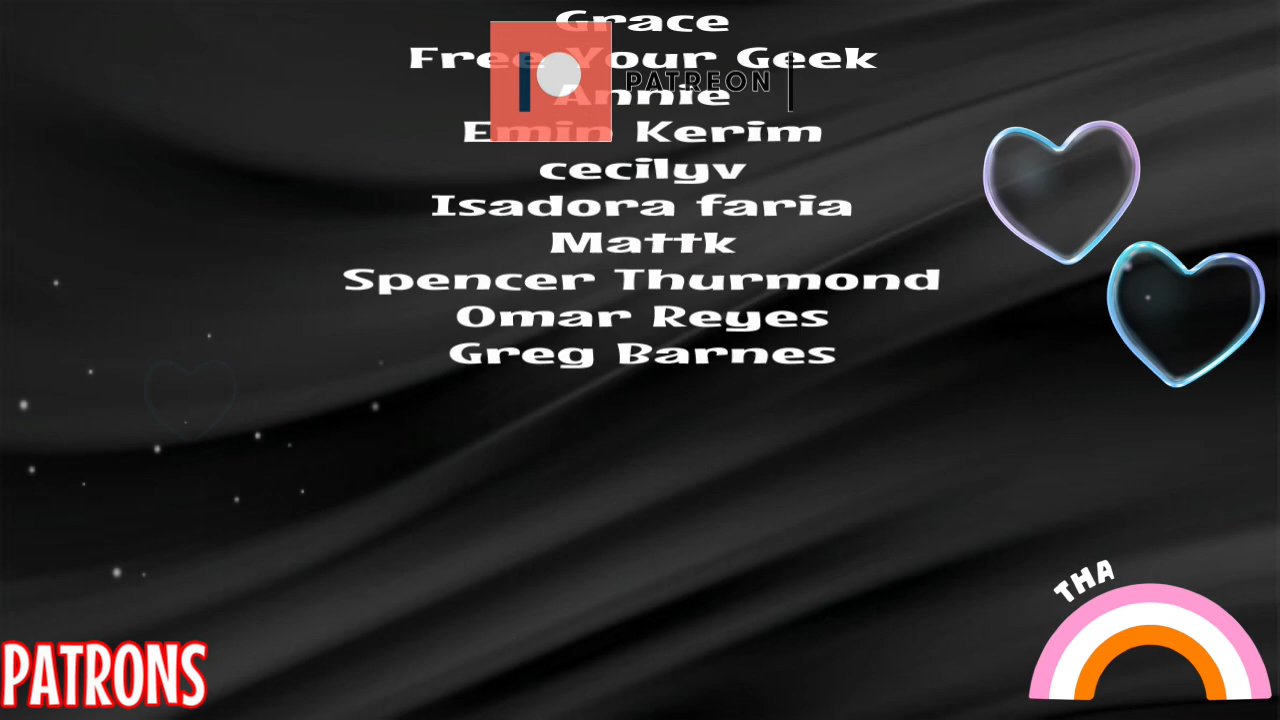 Grace
Free Your Geek
PATREON
Annie
Emin Kerim
cecilyv
Isadora faria
Mattk
Spencer Thurmond
Omar Reyes
Greg Barnes
THA
PATRONS